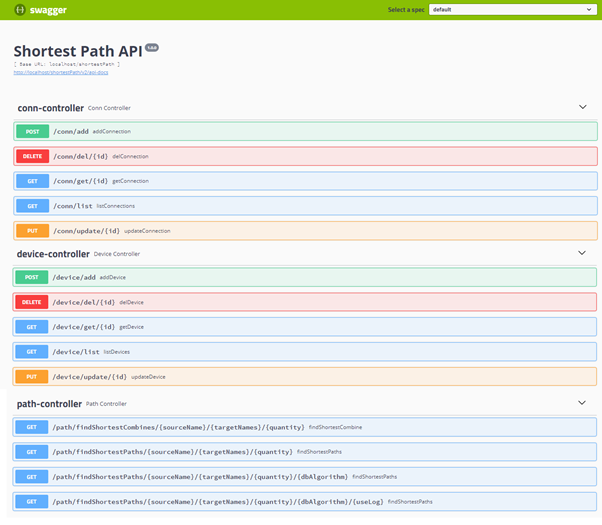 swagger
Select a spec default
Shortest Path API 1.0.0
[ Base URL: localhost/shortestPath ]
http://localhost/shortestPath/v2/api-docs
conn-controller Conn Controller
POST /conn/add addConnection
DELETE /conn/del/{id} delConnection
GET /conn/get/{id} getConnection
GET /conn/list listConnections
PUT /conn/update/{id} updateConnection
device-controller Device Controller
POST /device/add addDevice
DELETE /device/del/{id} delDevice
GET /device/get/{id} getDevice
GET /device/list listDevices
PUT /device/update/{id} updateDevice
path-controller Path Controller
GET /path/findShortestCombines/{sourceName}/{targetNames}/{quantity} findShortestCombine
GET /path/findShortestPaths/{sourceName}/{targetNames}/{quantity} findShortestPaths
GET /path/findShortestPaths/{sourceName}/{targetNames}/{quantity}/{dbAlgorithm} findShortestPaths
GET /path/findShortestPaths/{sourceName}/{targetNames}/{quantity}/{dbAlgorithm}/{useLog} findShortestPaths